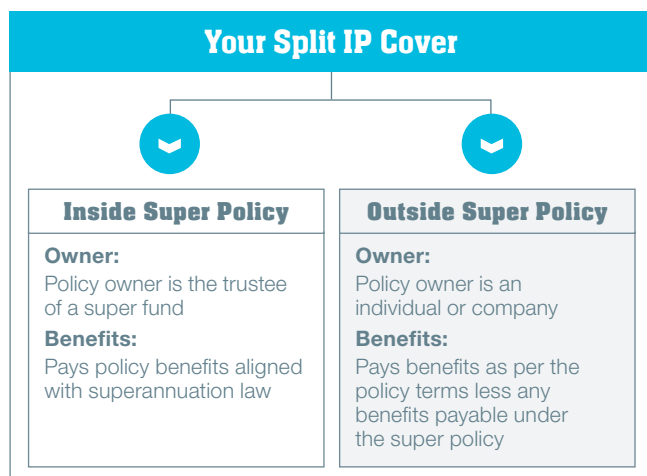 Your Split IP Cover
Inside Super Policy
Owner:
Policy owner is the trustee
of a super fund
Benefits:
Pays policy benefits aligned
with superannuation law
Outside Super Policy
Owner:
Policy owner is an
individual or company
Benefits:
Pays benefits as per the
policy terms less any
benefits payable under
the super policy